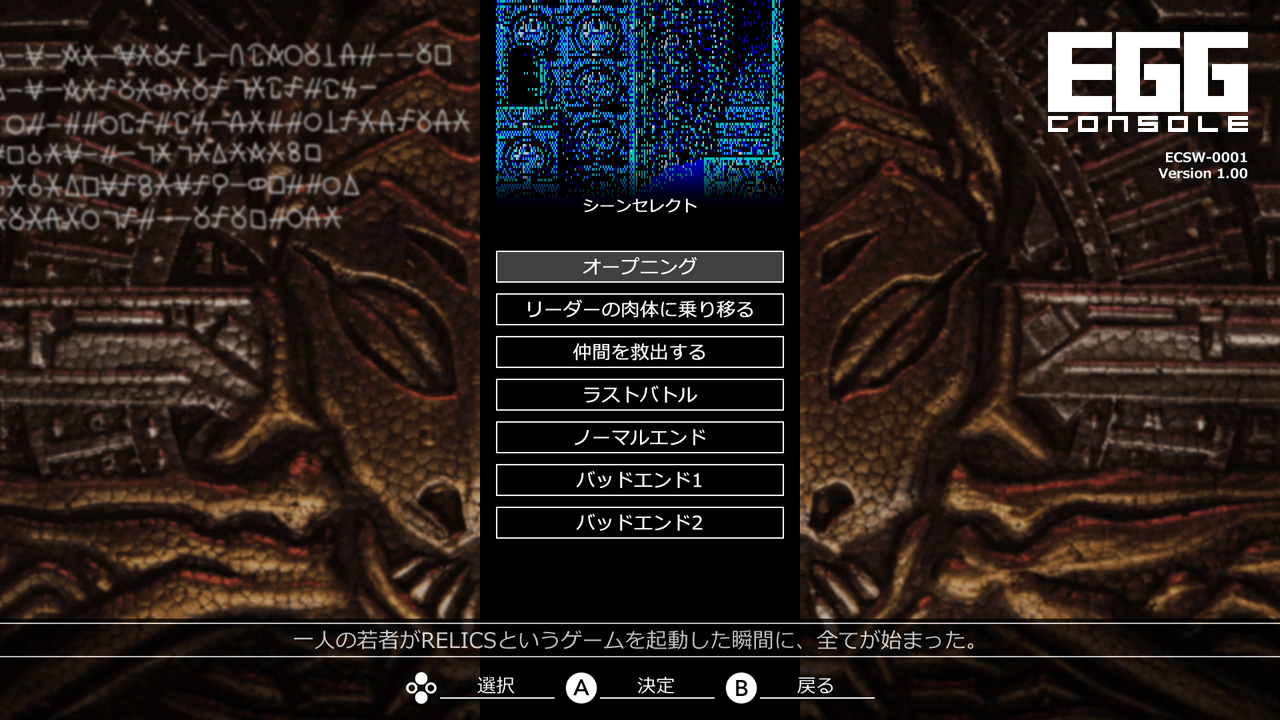 EGG
CONSOLE
ECSW-0001
Version 1.00
シーンセレクト
オープニング
リーダーの肉体に乗り移る
仲間を救出する
ラストバトル
ノーマルエンド
バッドエンド1
バッドエンド2
一人の若者がRELICSというゲームを起動した瞬間に、全てが始まった。
選択
A 決定
B 戻る